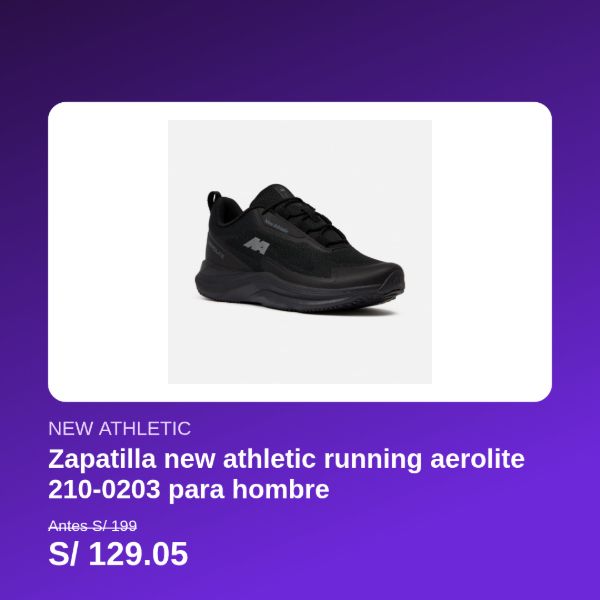 NEW ATHLETIC
Zapatilla new athletic running aerolite
210-0203 para hombre
Antes S/ 199
S/ 129.05